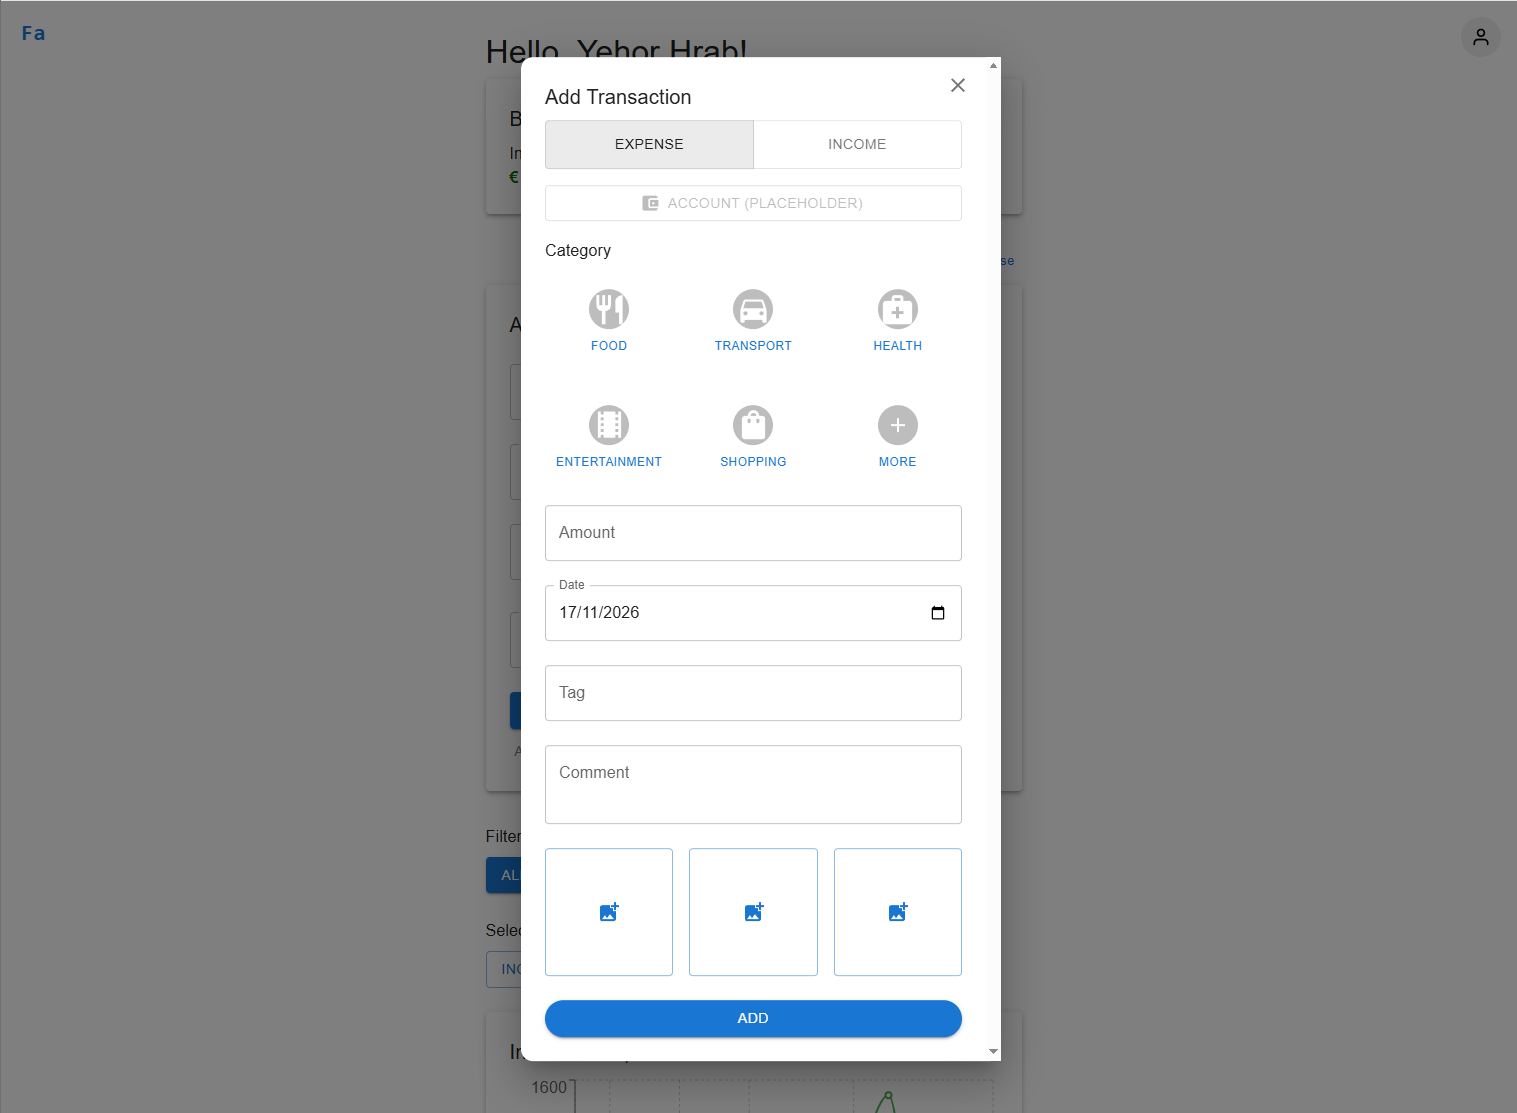 Fa
Hello, Yehor Hrab!
Add Transaction
EXPENSE
INCOME
ACCOUNT (PLACEHOLDER)
Category
FOOD
TRANSPORT
HEALTH
ENTERTAINMENT
SHOPPING
MORE
Amount
Date
17/11/2026
Tag
Comment
Filter
ADD
1600